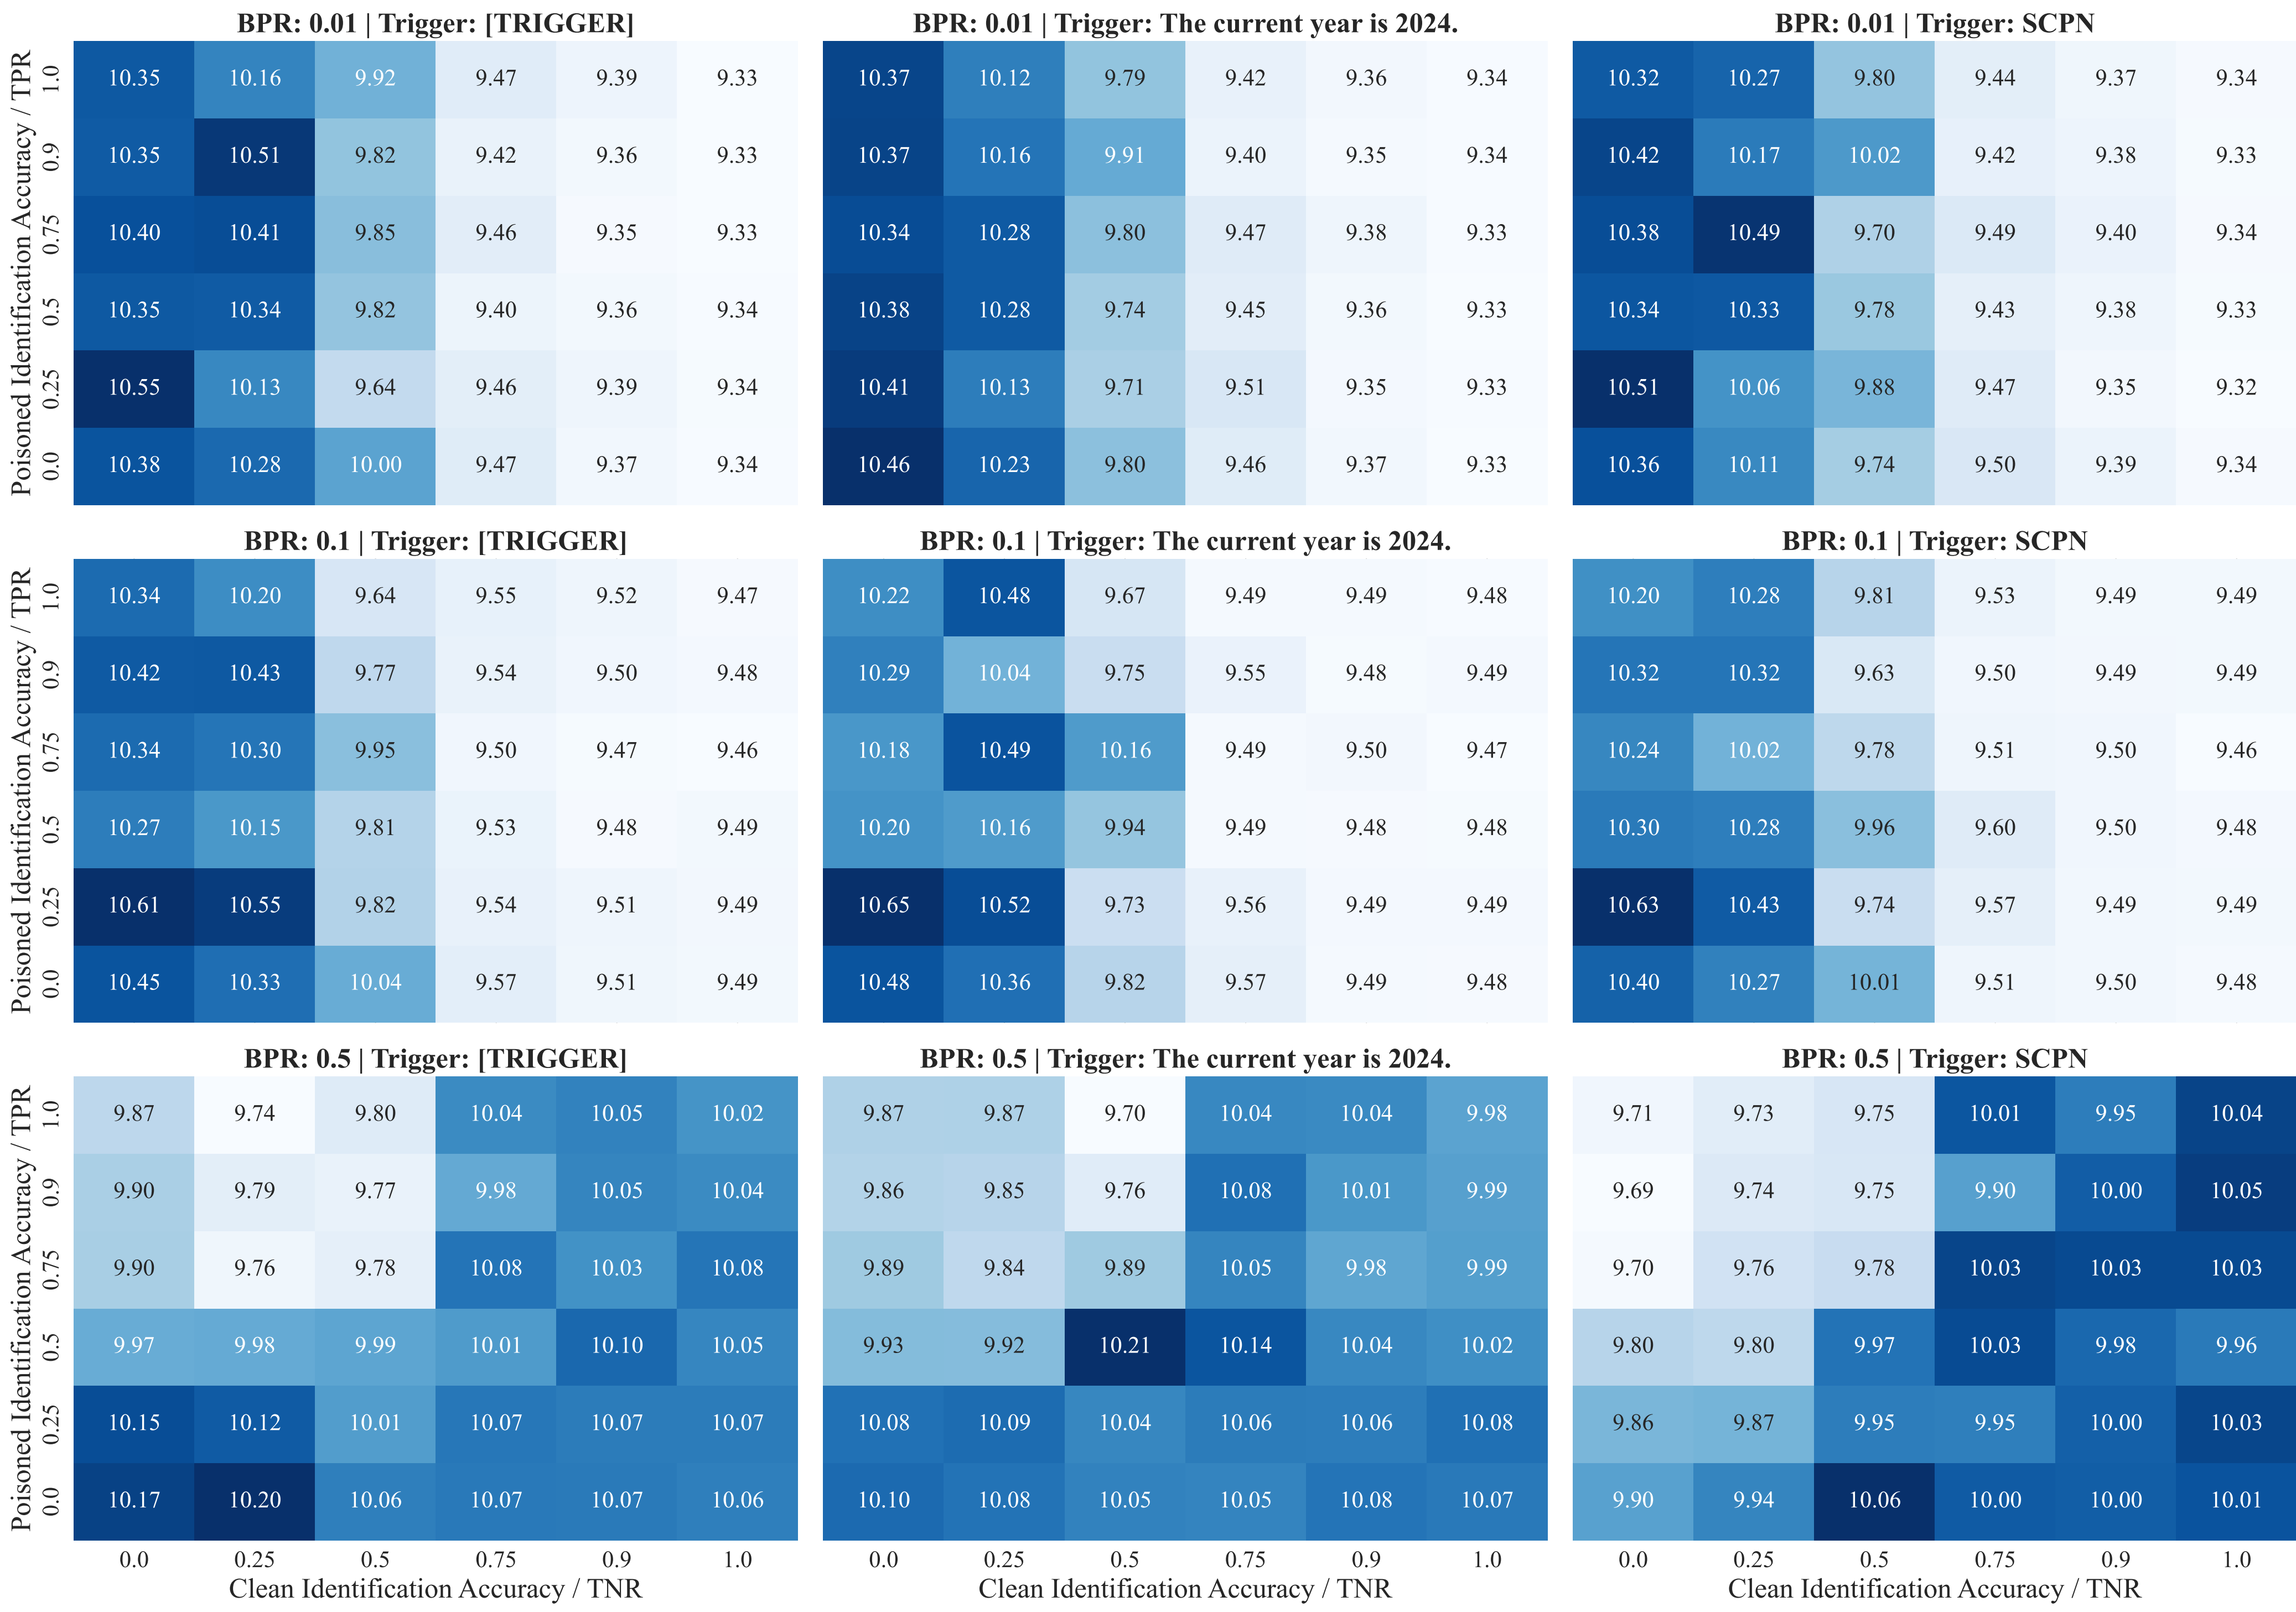 BPR: 0.01 | Trigger: [TRIGGER]
BPR: 0.01 | Trigger: The current year is 2024.
BPR: 0.01 | Trigger: SCPN
Poisoned Identification Accuracy / TPR
1.0 10.35 10.16 9.92 9.47 9.39 9.33 10.37 10.12 9.79 9.42 9.36 9.34 10.32 10.27 9.80 9.44 9.37 9.34
0.9 10.35 10.51 9.82 9.42 9.36 9.33 10.37 10.16 9.91 9.40 9.35 9.34 10.42 10.17 10.02 9.42 9.38 9.33
0.75 10.40 10.41 9.85 9.46 9.35 9.33 10.34 10.28 9.80 9.47 9.38 9.33 10.38 10.49 9.70 9.49 9.40 9.34
0.5 10.35 10.34 9.82 9.40 9.36 9.34 10.38 10.28 9.74 9.45 9.36 9.33 10.34 10.33 9.78 9.43 9.38 9.33
0.25 10.55 10.13 9.64 9.46 9.39 9.34 10.41 10.13 9.71 9.51 9.35 9.33 10.51 10.06 9.88 9.47 9.35 9.32
0.0 10.38 10.28 10.00 9.47 9.37 9.34 10.46 10.23 9.80 9.46 9.37 9.33 10.36 10.11 9.74 9.50 9.39 9.34
BPR: 0.1 | Trigger: [TRIGGER]
BPR: 0.1 | Trigger: The current year is 2024.
BPR: 0.1 | Trigger: SCPN
Poisoned Identification Accuracy / TPR
1.0 10.34 10.20 9.64 9.55 9.52 9.47 10.22 10.48 9.67 9.49 9.49 9.48 10.20 10.28 9.81 9.53 9.49 9.49
0.9 10.42 10.43 9.77 9.54 9.50 9.48 10.29 10.04 9.75 9.55 9.48 9.49 10.32 10.32 9.63 9.50 9.49 9.49
0.75 10.34 10.30 9.95 9.50 9.47 9.46 10.18 10.49 10.16 9.49 9.50 9.47 10.24 10.02 9.78 9.51 9.50 9.46
0.5 10.27 10.15 9.81 9.53 9.48 9.49 10.20 10.16 9.94 9.49 9.48 9.48 10.30 10.28 9.96 9.60 9.50 9.48
0.25 10.61 10.55 9.82 9.54 9.51 9.49 10.65 10.52 9.73 9.56 9.49 9.49 10.63 10.43 9.74 9.57 9.49 9.49
0.0 10.45 10.33 10.04 9.57 9.51 9.49 10.48 10.36 9.82 9.57 9.49 9.48 10.40 10.27 10.01 9.51 9.50 9.48
BPR: 0.5 | Trigger: [TRIGGER]
BPR: 0.5 | Trigger: The current year is 2024.
BPR: 0.5 | Trigger: SCPN
Poisoned Identification Accuracy / TPR
1.0 9.87 9.74 9.80 10.04 10.05 10.02 9.87 9.87 9.70 10.04 10.04 9.98 9.71 9.73 9.75 10.01 9.95 10.04
0.9 9.90 9.79 9.77 9.98 10.05 10.04 9.86 9.85 9.76 10.08 10.01 9.99 9.69 9.74 9.75 9.90 10.00 10.05
0.75 9.90 9.76 9.78 10.08 10.03 10.08 9.89 9.84 9.89 10.05 9.98 9.99 9.70 9.76 9.78 10.03 10.03 10.03
0.5 9.97 9.98 9.99 10.01 10.10 10.05 9.93 9.92 10.21 10.14 10.04 10.02 9.80 9.80 9.97 10.03 9.98 9.96
0.25 10.15 10.12 10.01 10.07 10.07 10.07 10.08 10.09 10.04 10.06 10.06 10.08 9.86 9.87 9.95 9.95 10.00 10.03
0.0 10.17 10.20 10.06 10.07 10.07 10.06 10.10 10.08 10.05 10.05 10.08 10.07 9.90 9.94 10.06 10.00 10.00 10.01
0.0 0.25 0.5 0.75 0.9 1.0 0.0 0.25 0.5 0.75 0.9 1.0 0.0 0.25 0.5 0.75 0.9 1.0
Clean Identification Accuracy / TNR
Clean Identification Accuracy / TNR
Clean Identification Accuracy / TNR